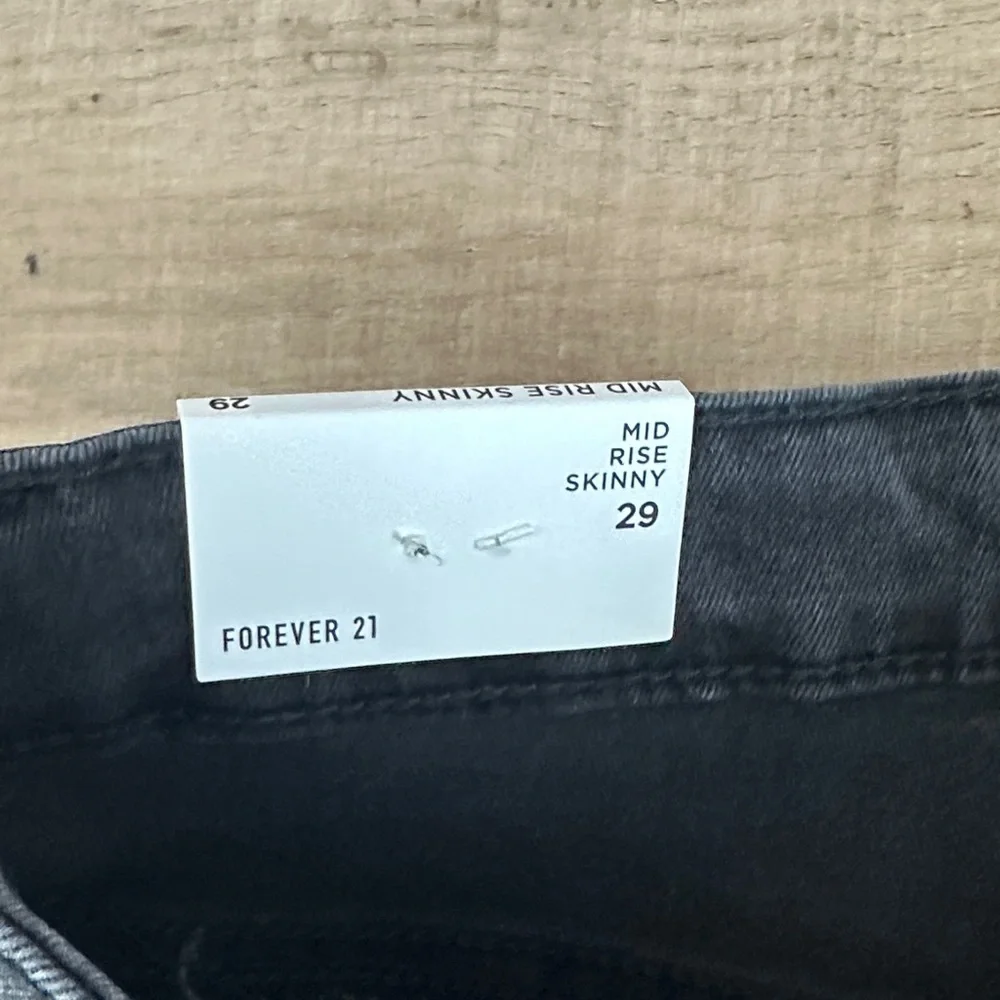 29 MID RISE SKINNY
MID
RISE
SKINNY
29
FOREVER 21